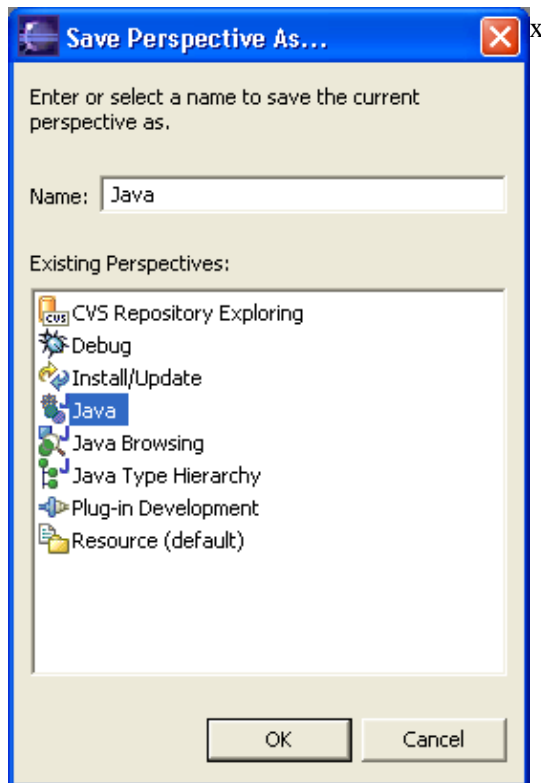 Save Perspective As...
x
Enter or select a name to save the current
perspective as.
Name: Java
Existing Perspectives:
CVS CVS Repository Exploring
Debug
Install/Update
Java
Java Browsing
Java Type Hierarchy
Plug-in Development
Resource (default)
OK Cancel